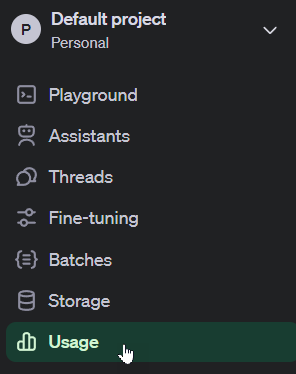 P
Default project
Personal
Playground
Assistants
Threads
Fine-tuning
Batches
Storage
Usage